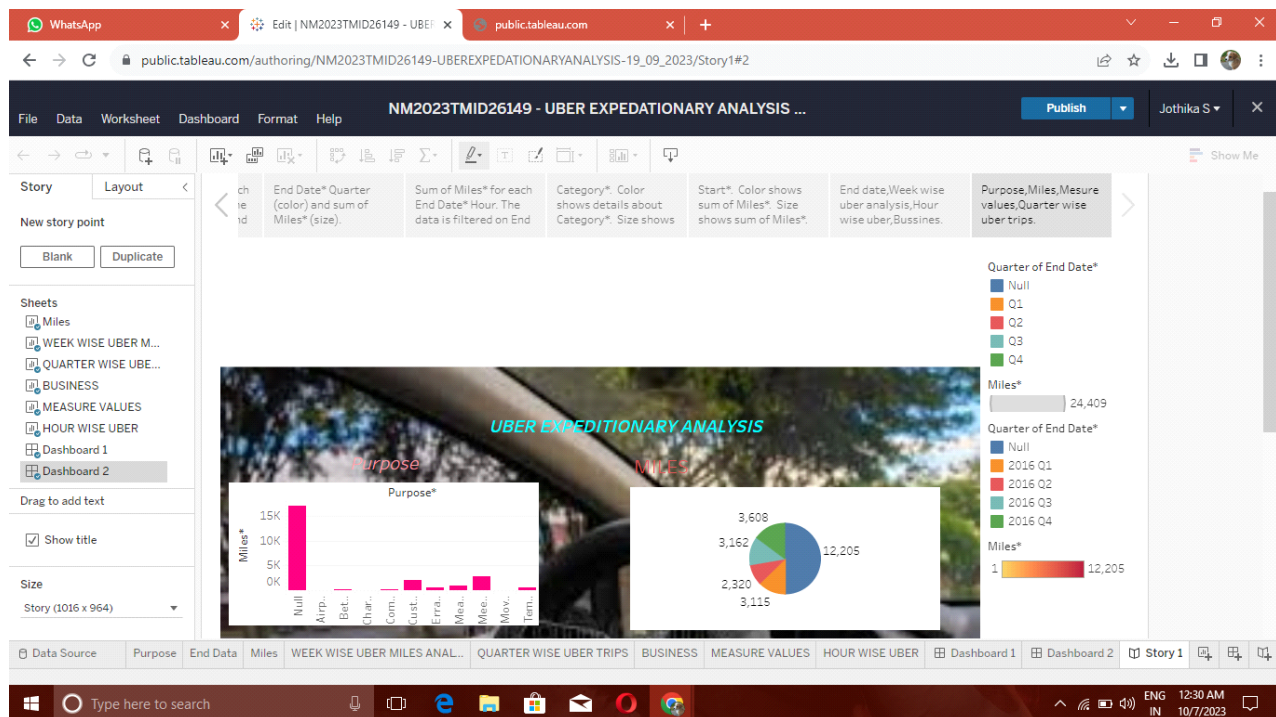 WhatsApp
Edit | NM2023TMID26149 - UBER
public.tableau.com
public.tableau.com/authoring/NM2023TMID26149-UBEREXPEDATIONARYANALYSIS-19_09_2023/Story1#2
NM2023TMID26149 - UBER EXPEDATIONARY ANALYSIS ...
Publish
Jothika S
File Data Worksheet Dashboard Format Help
Show Me
Story Layout
New story point
Blank Duplicate
Sheets
Miles
WEEK WISE UBER M...
QUARTER WISE UBE...
BUSINESS
MEASURE VALUES
HOUR WISE UBER
Dashboard 1
Dashboard 2
Drag to add text
Show title
Size
Story (1016 x 964)
End Date* Quarter
(color) and sum of
Miles* (size).
Sum of Miles* for each
End Date* Hour. The
data is filtered on End
Category*. Color
shows details about
Category*. Size shows
Start*. Color shows
sum of Miles*. Size
shows sum of Miles*.
End date,Week wise
uber analysis,Hour
wise uber,Bussines.
Purpose,Miles,Mesure
values,Quarter wise
uber trips.
UBER EXPEDITIONARY ANALYSIS
Purpose
Purpose*
Miles*
15K
10K
5K
0K
Null
Airp..
Bet..
Char..
Com..
Cust..
Erra..
Mea..
Mee..
Mov..
Tem..
MILES
3,608
3,162
12,205
2,320
3,115
Quarter of End Date*
Null
Q1
Q2
Q3
Q4
Miles*
24,409
Quarter of End Date*
Null
2016 Q1
2016 Q2
2016 Q3
2016 Q4
Miles*
1 12,205
Data Source Purpose End Data Miles WEEK WISE UBER MILES ANAL... QUARTER WISE UBER TRIPS BUSINESS MEASURE VALUES HOUR WISE UBER Dashboard 1 Dashboard 2 Story 1
Type here to search
ENG 12:30 AM
IN 10/7/2023